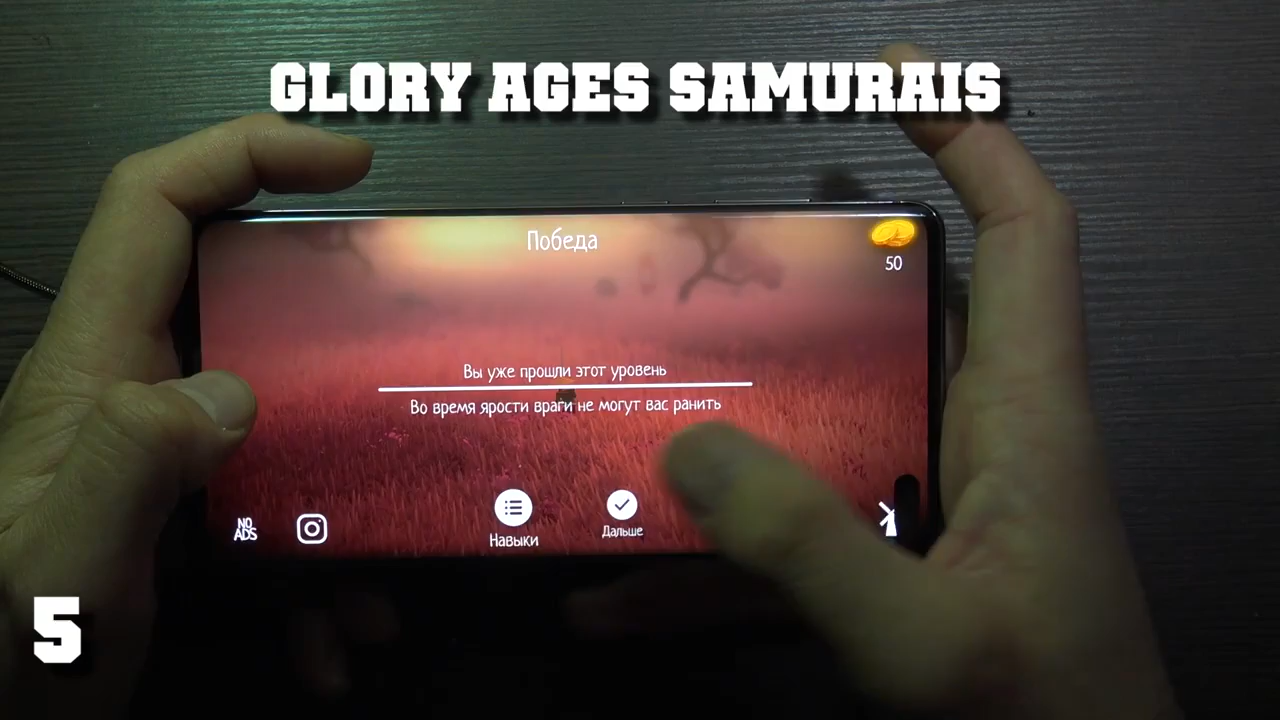 GLORY AGES SAMURAIS
Победа
50
Вы уже прошли этот уровень
Во время ярости враги не могут вас ранить
NO
ADS
Навыки
Дальше
5